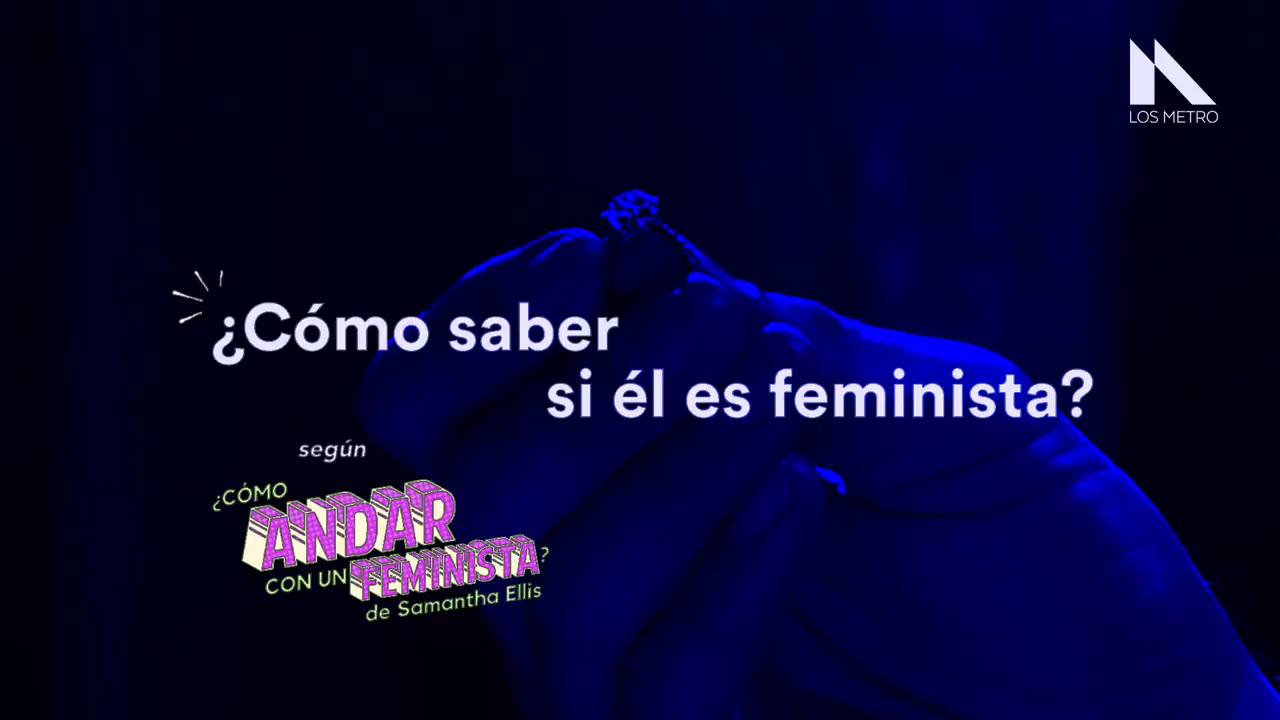 LOS METRO
¿Cómo saber
si él es feminista?
según
¿CÓMO
ANDAR
CON UN FEMINISTA?
de Samantha Ellis